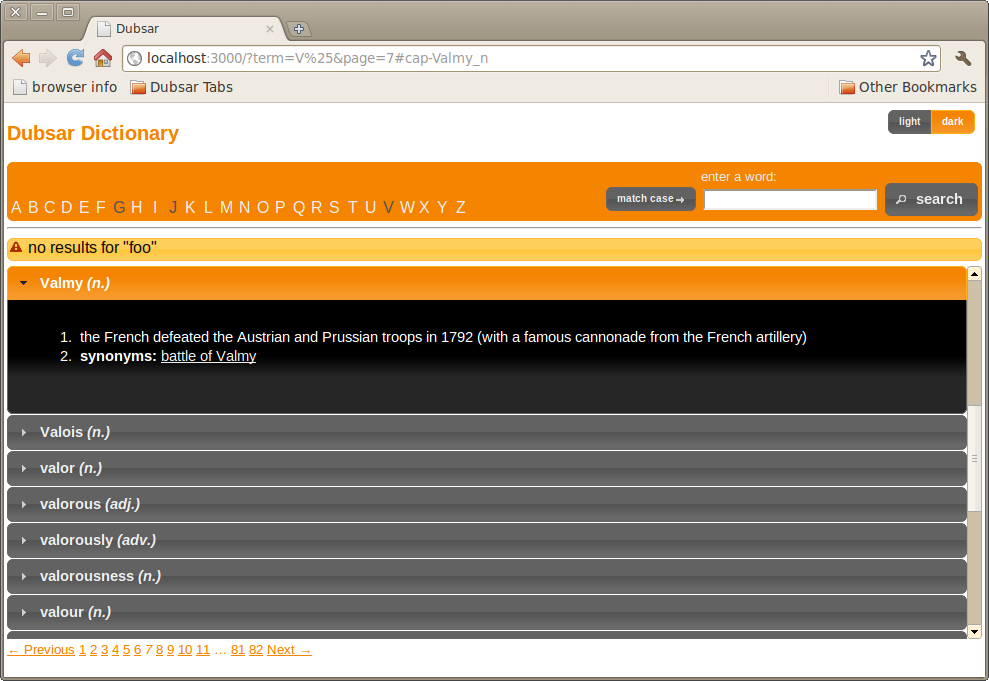 Dubsar
localhost:3000/?term=V%25&page=7#cap-Valmy_n
browser info Dubsar Tabs Other Bookmarks
light dark
Dubsar Dictionary
enter a word:
A B C D E F G H I J K L M N O P Q R S T U V W X Y Z match case→ search
no results for "foo"
Valmy (n.)
1. the French defeated the Austrian and Prussian troops in 1792 (with a famous cannonade from the French artillery)
2. synonyms: battle of Valmy
Valois (n.)
valor (n.)
valorous (adj.)
valorously (adv.)
valorousness (n.)
valour (n.)
← Previous 1 2 3 4 5 6 7 8 9 10 11 … 81 82 Next →